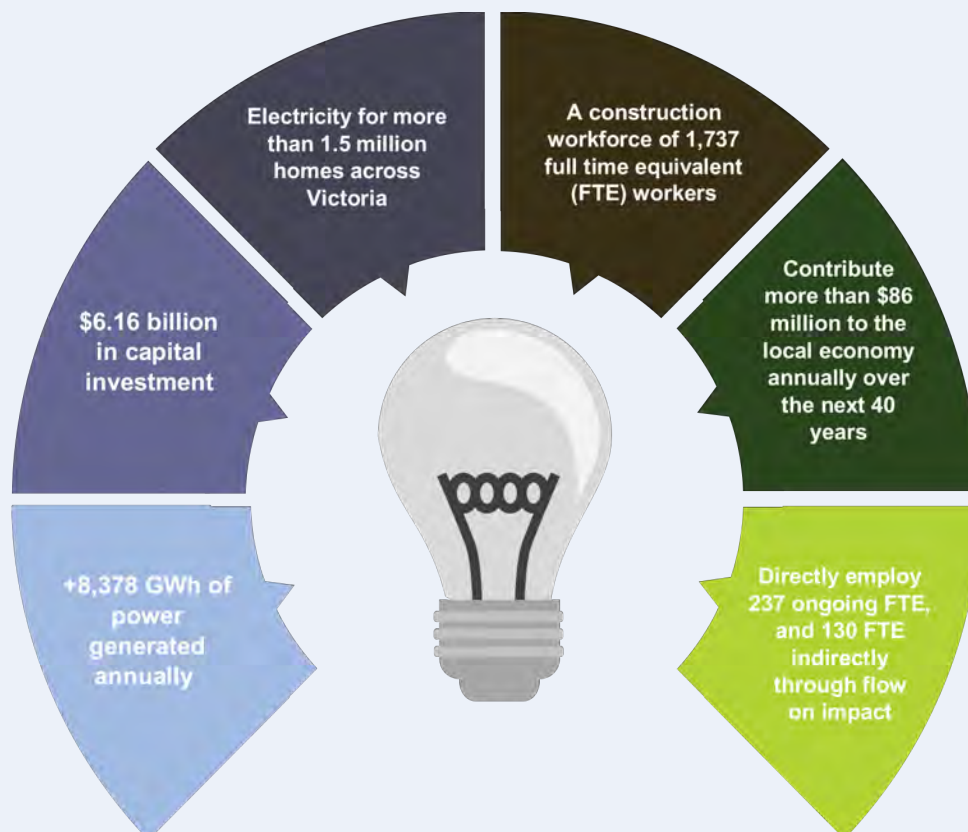 +8,378 GWh of
power
generated
annually
$6.16 billion
in capital
investment
Electricity for more
than 1.5 million
homes across
Victoria
A construction
workforce of 1,737
full time equivalent
(FTE) workers
Contribute
more than $86
million to the
local economy
annually over
the next 40
years
Directly employ
237 ongoing FTE,
and 130 FTE
indirectly
through flow
on impact